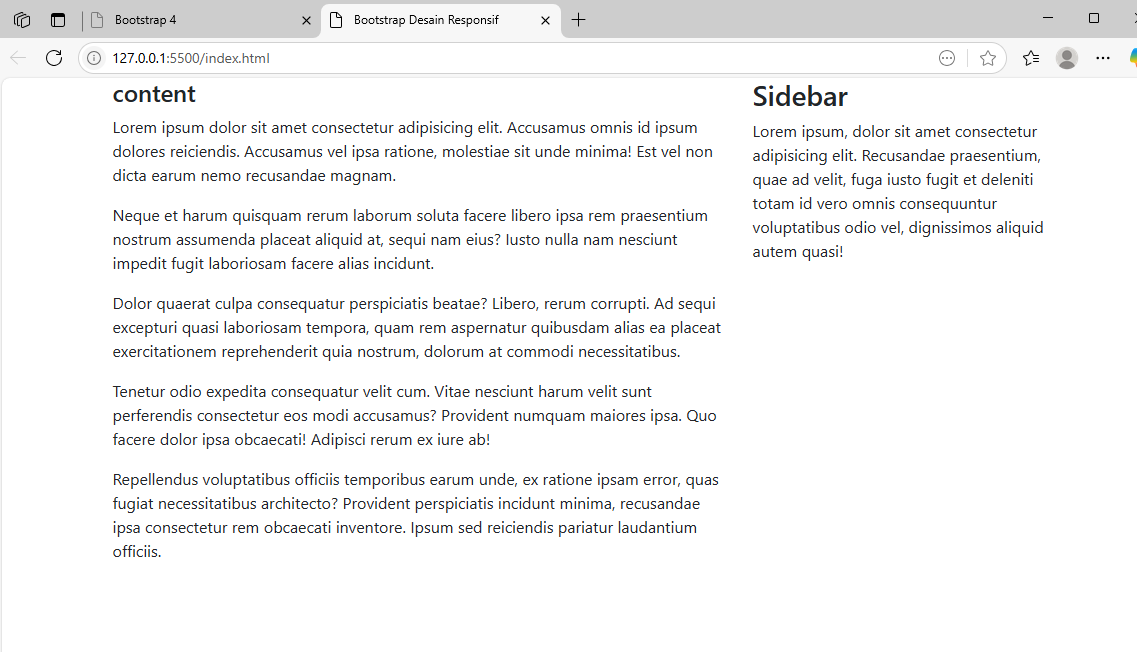 Bootstrap 4
Bootstrap Desain Responsif
127.0.0.1:5500/index.html
content
Lorem ipsum dolor sit amet consectetur adipisicing elit. Accusamus omnis id ipsum
dolores reiciendis. Accusamus vel ipsa ratione, molestiae sit unde minima! Est vel non
dicta earum nemo recusandae magnam.
Neque et harum quisquam rerum laborum soluta facere libero ipsa rem praesentium
nostrum assumenda placeat aliquid at, sequi nam eius? Iusto nulla nam nesciunt
impedit fugit laboriosam facere alias incidunt.
Dolor quaerat culpa consequatur perspiciatis beatae? Libero, rerum corrupti. Ad sequi
excepturi quasi laboriosam tempora, quam rem aspernatur quibusdam alias ea placeat
exercitationem reprehenderit quia nostrum, dolorum at commodi necessitatibus.
Tenetur odio expedita consequatur velit cum. Vitae nesciunt harum velit sunt
perferendis consectetur eos modi accusamus? Provident numquam maiores ipsa. Quo
facere dolor ipsa obcaecati! Adipisci rerum ex iure ab!
Repellendus voluptatibus officiis temporibus earum unde, ex ratione ipsam error, quas
fugiat necessitatibus architecto? Provident perspiciatis incidunt minima, recusandae
ipsa consectetur rem obcaecati inventore. Ipsum sed reiciendis pariatur laudantium
officiis.
Sidebar
Lorem ipsum, dolor sit amet consectetur
adipisicing elit. Recusandae praesentium,
quae ad velit, fuga iusto fugit et deleniti
totam id vero omnis consequuntur
voluptatibus odio vel, dignissimos aliquid
autem quasi!